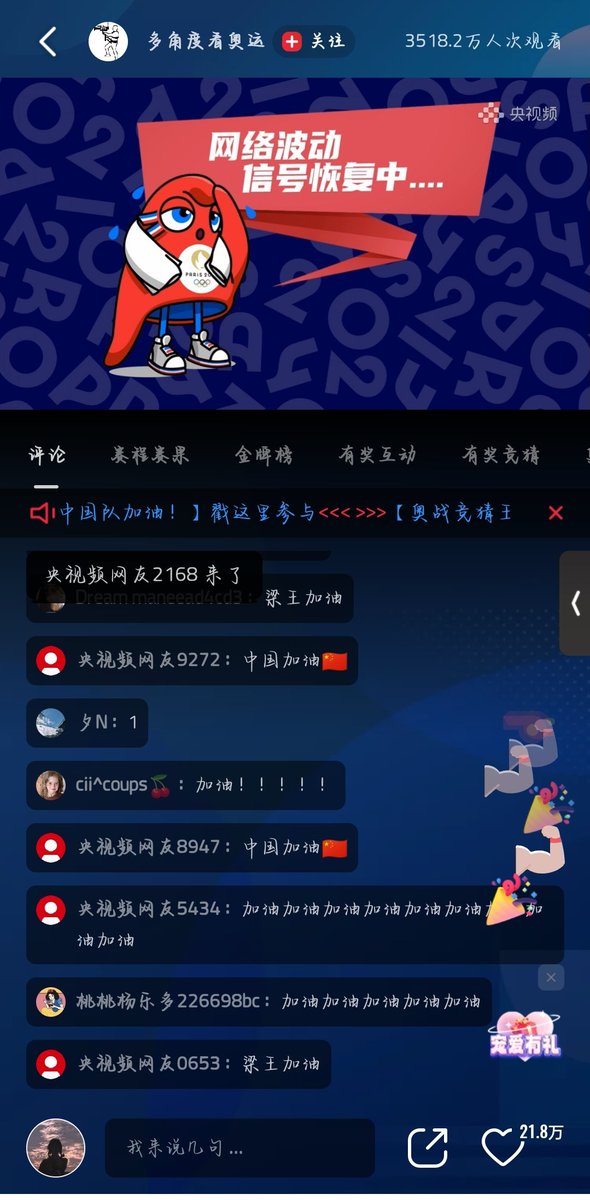 多角度看奥运
关注
3518.2万人次观看
央视频
网络波动
信号恢复中....
PARIS 20
评论 赛程赛果 金牌榜 有奖互动 有奖竞猜
中国队加油！】戳这里参与<<< >>>【奥战竞猜王
央视频网友2168 来了
Dream maneead4cd3：梁王加油
央视频网友9272：中国加油🇨🇳
夕N：1
cii^coups🍒：加油！！！！！
央视频网友8947：中国加油🇨🇳
央视频网友5434：加油加油加油加油加油加油加油加
油加油
桃桃杨乐多226698bc：加油加油加油加油加油
宠爱有礼
央视频网友0653：梁王加油
我来说几句...
21.8万